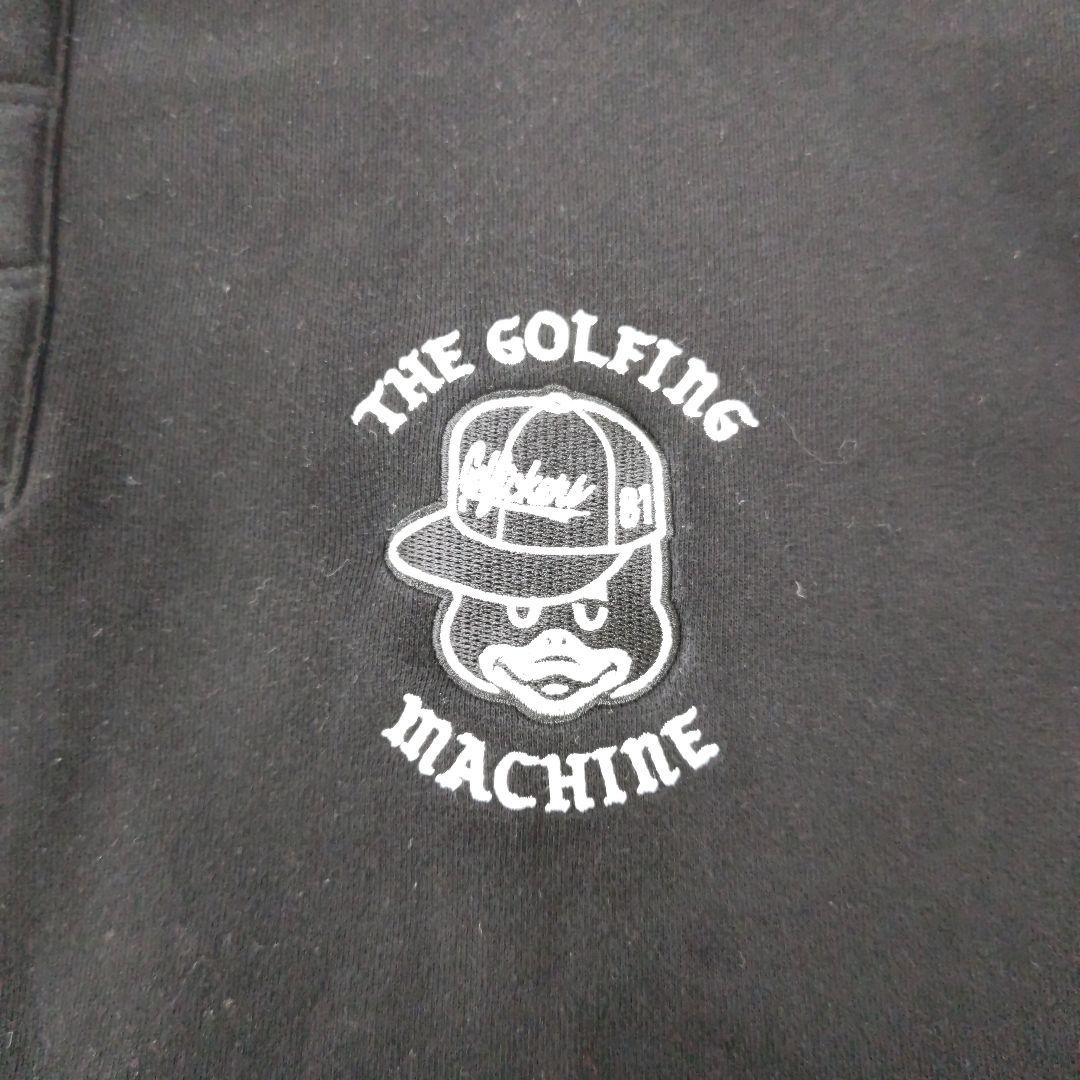 THE GOLFING
81
MACHINE